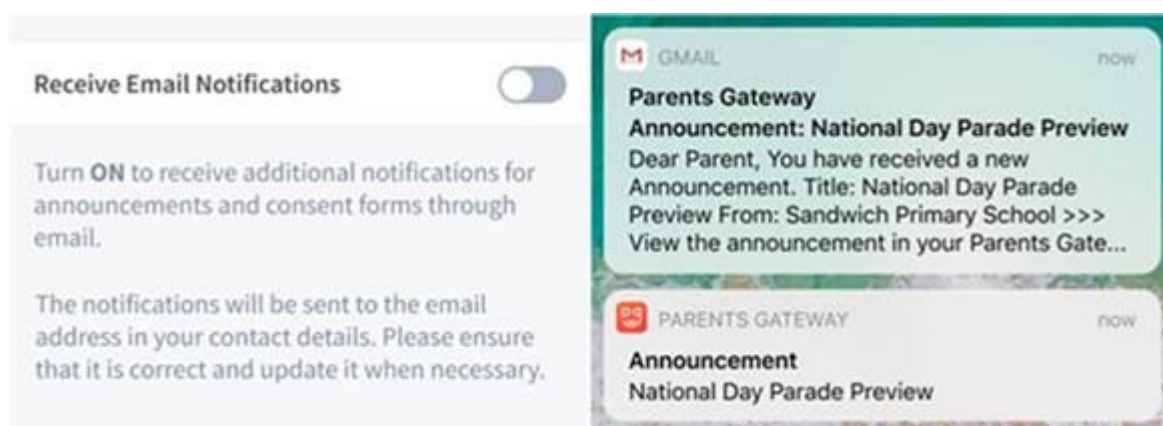 Receive Email Notifications
Turn ON to receive additional notifications for
announcements and consent forms through
email.
The notifications will be sent to the email
address in your contact details. Please ensure
that it is correct and update it when necessary.
GMAIL
now
Parents Gateway
Announcement: National Day Parade Preview
Dear Parent, You have received a new
Announcement. Title: National Day Parade
Preview From: Sandwich Primary School >>>
View the announcement in your Parents Gate...
PARENTS GATEWAY
now
Announcement
National Day Parade Preview